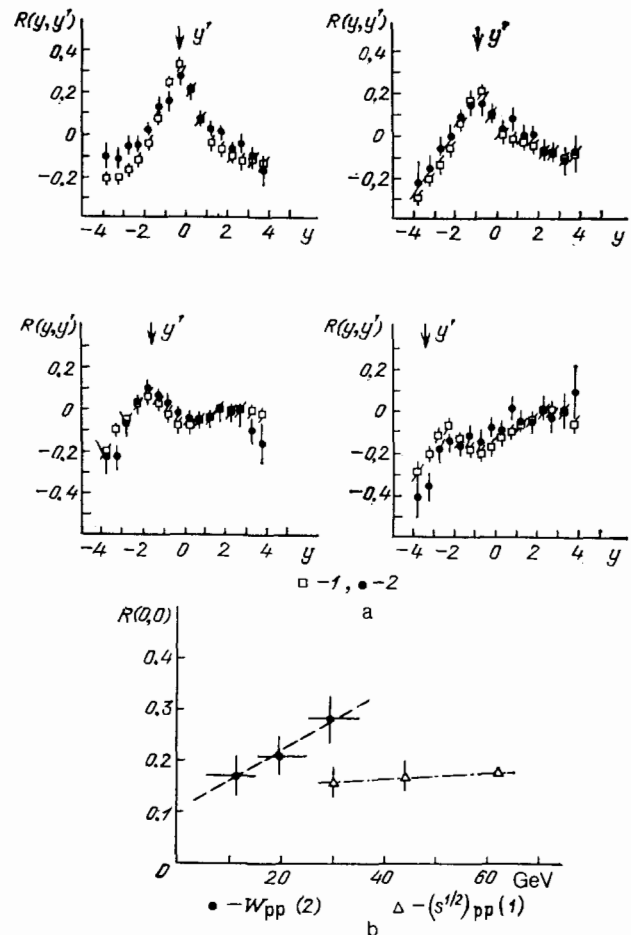 R(y,y')
0,4
0,2
0
-0,2
y'
-4 -2 0 2 4 y
R(y,y')
0,4
0,2
0
-0,2
y'
-4 -2 0 2 4 y
R(y,y')
0,2
0
-0,2
-0,4
y'
-4 -2 0 2 4 y
R(y,y')
0,2
0
-0,2
-0,4
y'
-4 -2 0 2 4 y
□ -1, ● -2
a
R(0,0)
0,4
0,3
0,2
0,1
0
20 40 60 GeV
● -Wpp (2) △ -(s^1/2)pp (1)
b